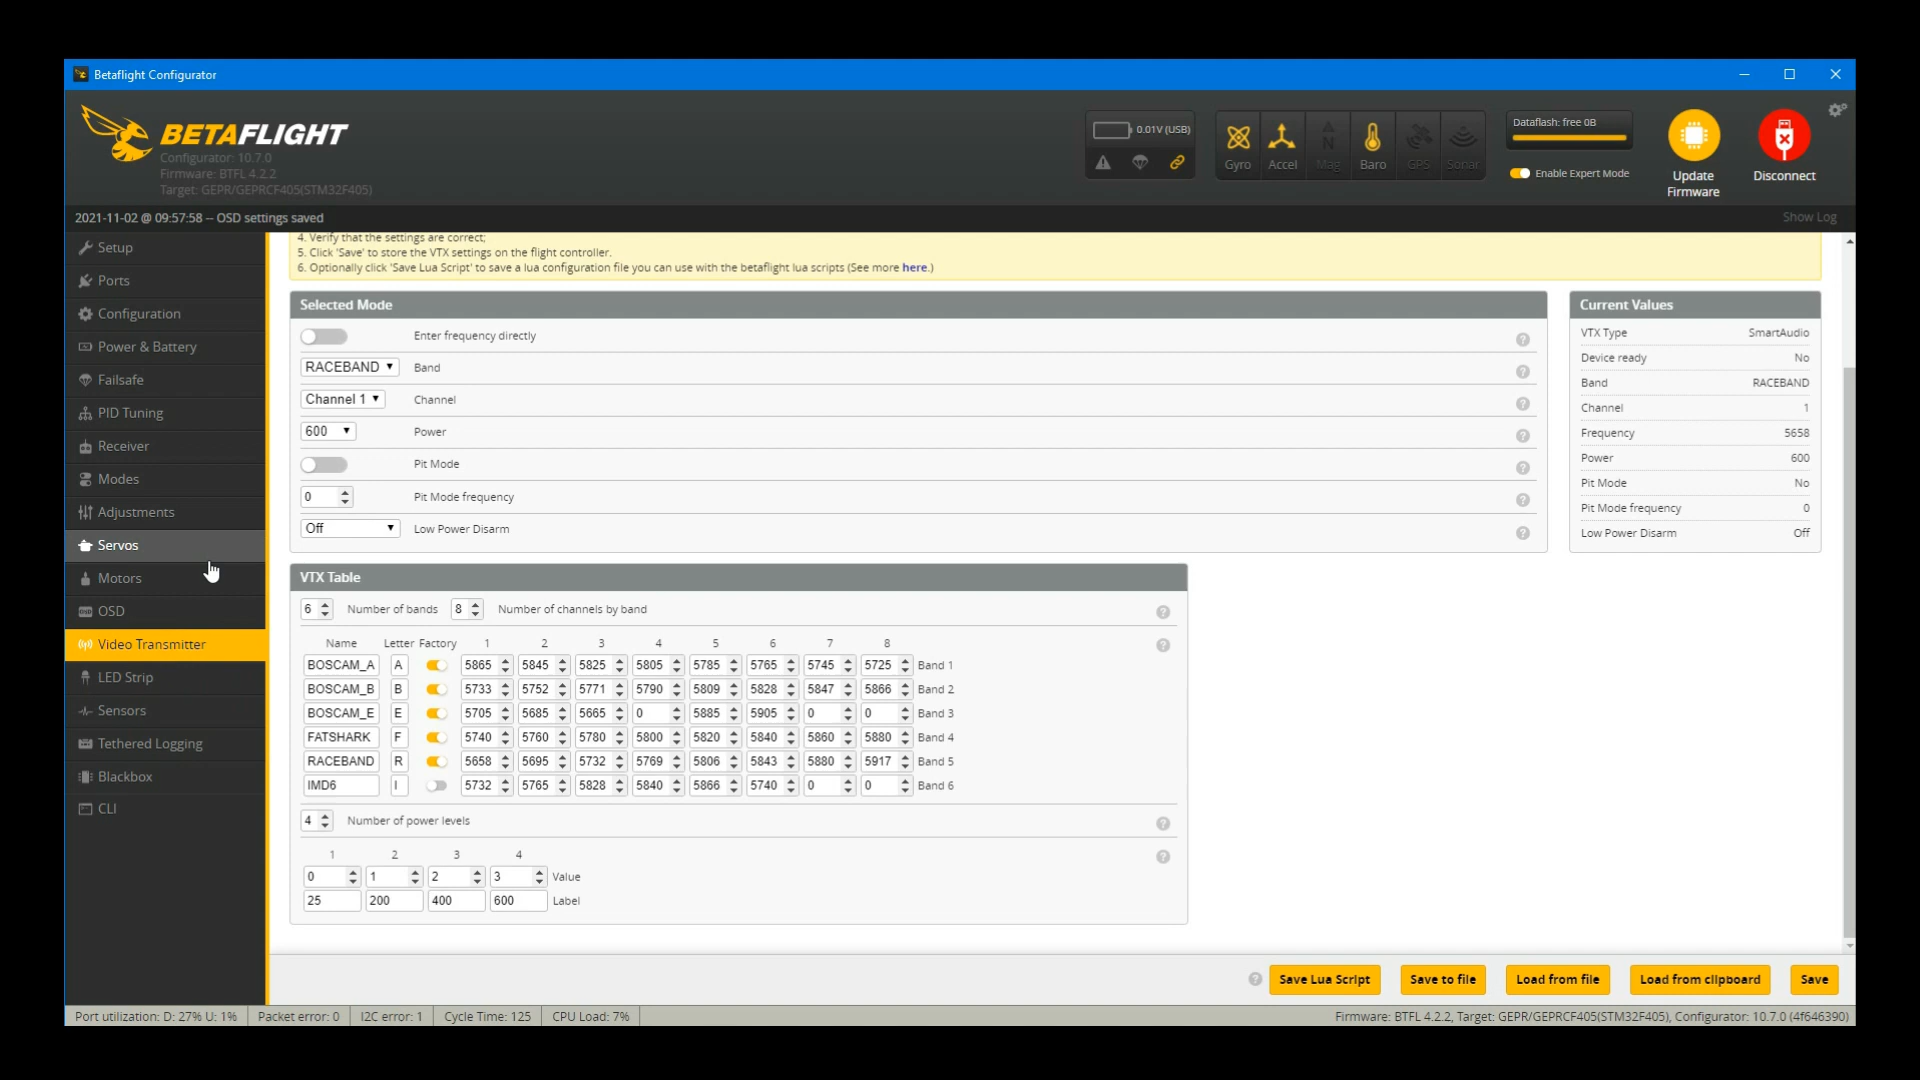 Betaflight Configurator
BETAFLIGHT
Configurator: 10.7.0
Firmware: BTFL 4.2.2
Target: GEPR/GEPRCF405(STM32F405)
0.01V (USB)
Gyro Accel Mag Baro GPS Sonar
Dataflash: free 0B
Enable Expert Mode
Update
Firmware
Disconnect
2021-11-02 @ 09:57:58 -- OSD settings saved
Show Log
Setup
Ports
Configuration
Power & Battery
Failsafe
PID Tuning
Receiver
Modes
Adjustments
Servos
Motors
OSD
Video Transmitter
LED Strip
Sensors
Tethered Logging
Blackbox
CLI
4. Verify that the settings are correct;
5. Click 'Save' to store the VTX settings on the flight controller.
6. Optionally click 'Save Lua Script' to save a lua configuration file you can use with the betaflight lua scripts (See more here.)
Selected Mode
Enter frequency directly
RACEBAND Band
Channel 1 Channel
600 Power
Pit Mode
0 Pit Mode frequency
Off Low Power Disarm
Current Values
VTX Type SmartAudio
Device ready No
Band RACEBAND
Channel 1
Frequency 5658
Power 600
Pit Mode No
Pit Mode frequency 0
Low Power Disarm Off
VTX Table
6 Number of bands 8 Number of channels by band
Name Letter Factory 1 2 3 4 5 6 7 8
BOSCAM_A A 5865 5845 5825 5805 5785 5765 5745 5725 Band 1
BOSCAM_B B 5733 5752 5771 5790 5809 5828 5847 5866 Band 2
BOSCAM_E E 5705 5685 5665 0 5885 5905 0 0 Band 3
FATSHARK F 5740 5760 5780 5800 5820 5840 5860 5880 Band 4
RACEBAND R 5658 5695 5732 5769 5806 5843 5880 5917 Band 5
IMD6 I 5732 5765 5828 5840 5866 5740 0 0 Band 6
4 Number of power levels
1 2 3 4
0 1 2 3 Value
25 200 400 600 Label
Save Lua Script Save to file Load from file Load from clipboard Save
Port utilization: D: 27% U: 1% Packet error: 0 I2C error: 1 Cycle Time: 125 CPU Load: 7%
Firmware: BTFL 4.2.2, Target: GEPR/GEPRCF405(STM32F405), Configurator: 10.7.0 (4f646390)